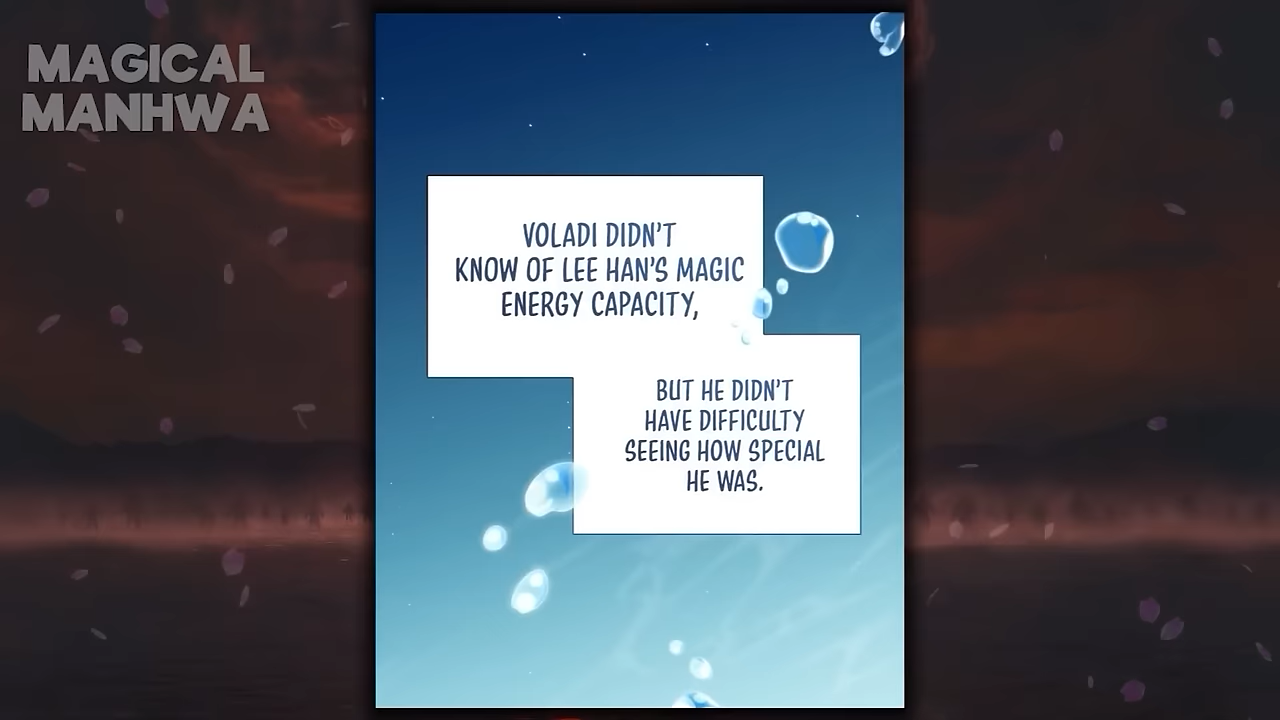 MAGICAL
MANHWA
VOLADI DIDN'T
KNOW OF LEE HAN'S MAGIC
ENERGY CAPACITY,
BUT HE DIDN'T
HAVE DIFFICULTY
SEEING HOW SPECIAL
HE WAS.